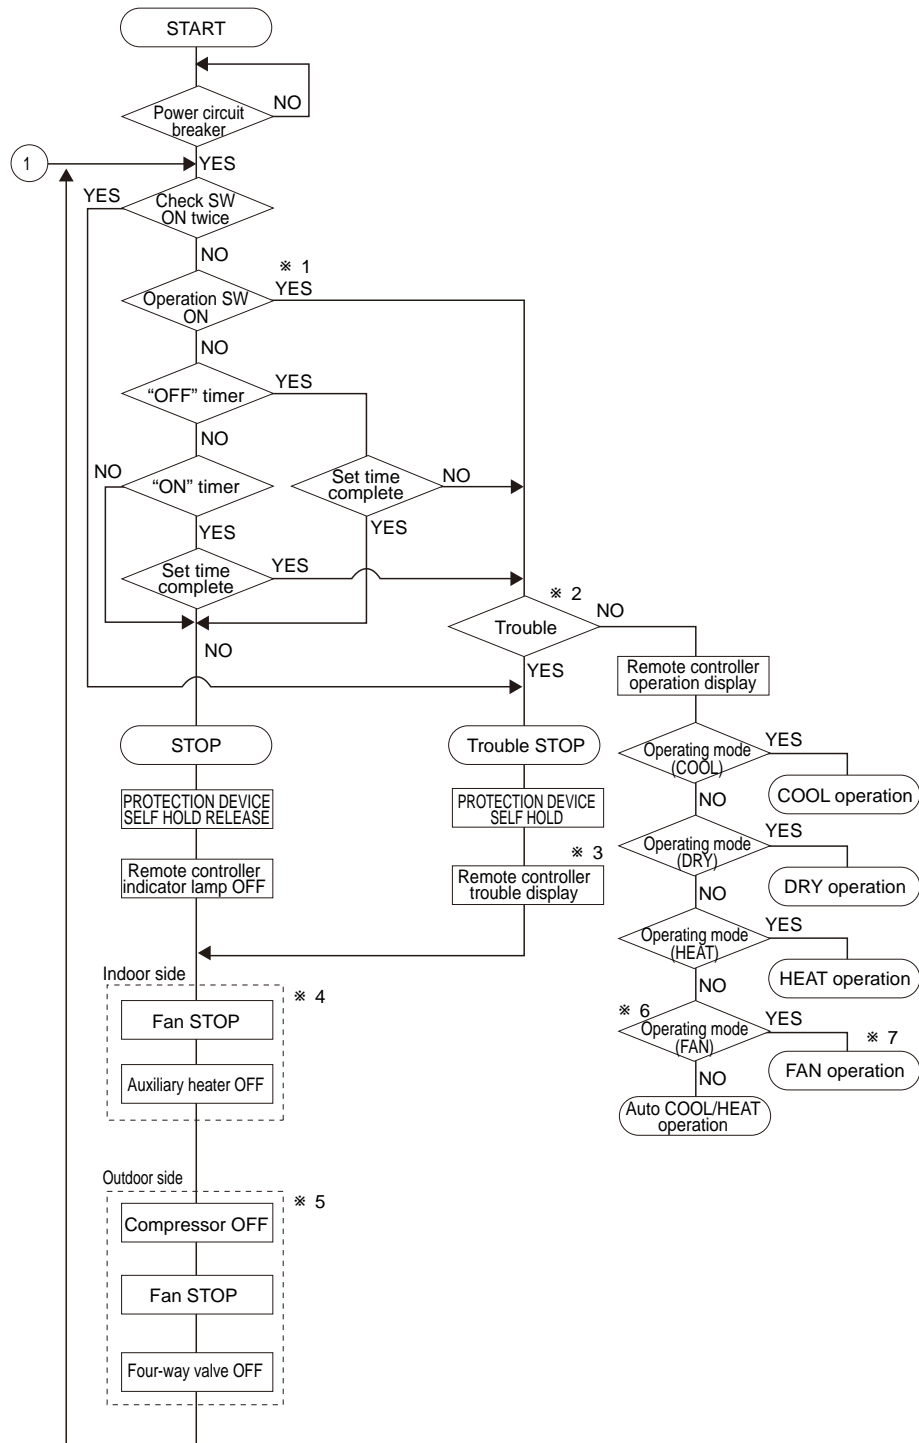 START
NO
Power circuit
breaker
1
YES
YES
Check SW
ON twice
NO
※ 1
YES
Operation SW
ON
NO
YES
“OFF” timer
NO
NO
“ON” timer
Set time
complete
NO
YES
YES
YES
Set time
complete
※ 2
NO
Trouble
NO
YES
Remote controller
operation display
STOP
Trouble STOP
YES
Operating mode
(COOL)
COOL operation
PROTECTION DEVICE
SELF HOLD RELEASE
PROTECTION DEVICE
SELF HOLD
NO
YES
Operating mode
(DRY)
※ 3
Remote controller
indicator lamp OFF
Remote controller
trouble display
DRY operation
NO
YES
Operating mode
(HEAT)
Indoor side
HEAT operation
NO
※ 4
※ 6
YES
Fan STOP
Operating mode
(FAN)
※ 7
FAN operation
NO
Auxiliary heater OFF
Auto COOL/HEAT
operation
Outdoor side
※ 5
Compressor OFF
Fan STOP
Four-way valve OFF